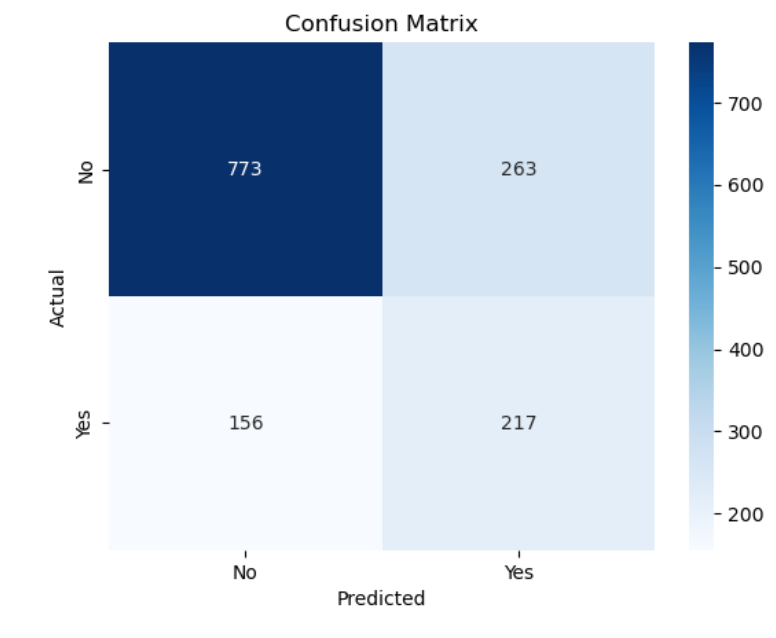 Confusion Matrix
No
773
263
700
600
500
400
300
200
Actual
Yes
156
217
No
Yes
Predicted